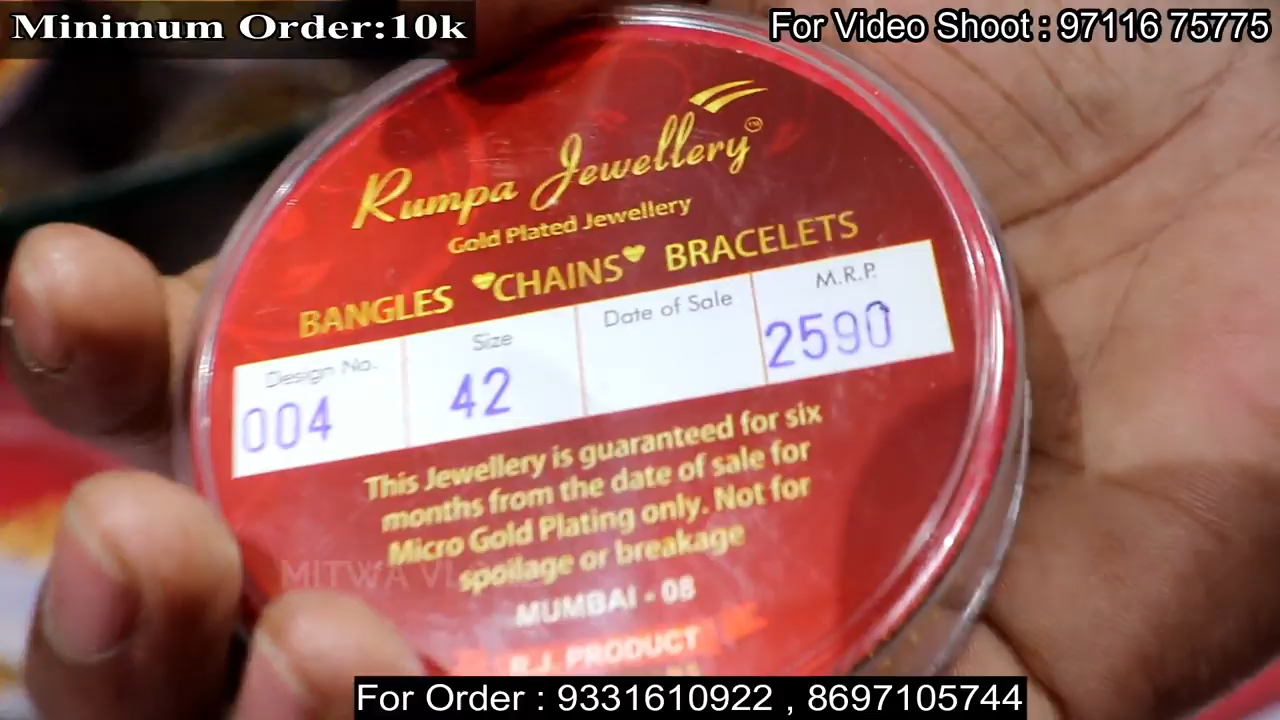 Minimum Order:10k
For Video Shoot : 97116 75775
Rumpa Jewellery TM
Gold Plated Jewellery
BANGLES CHAINS BRACELETS
Design No. Size Date of Sale M.R.P.
004 42 2590
This Jewellery is guaranteed for six
months from the date of sale for
Micro Gold Plating only. Not for
spoilage or breakage
MITWA
MUMBAI - 08
R.J. PRODUCT
For Order : 9331610922 , 8697105744